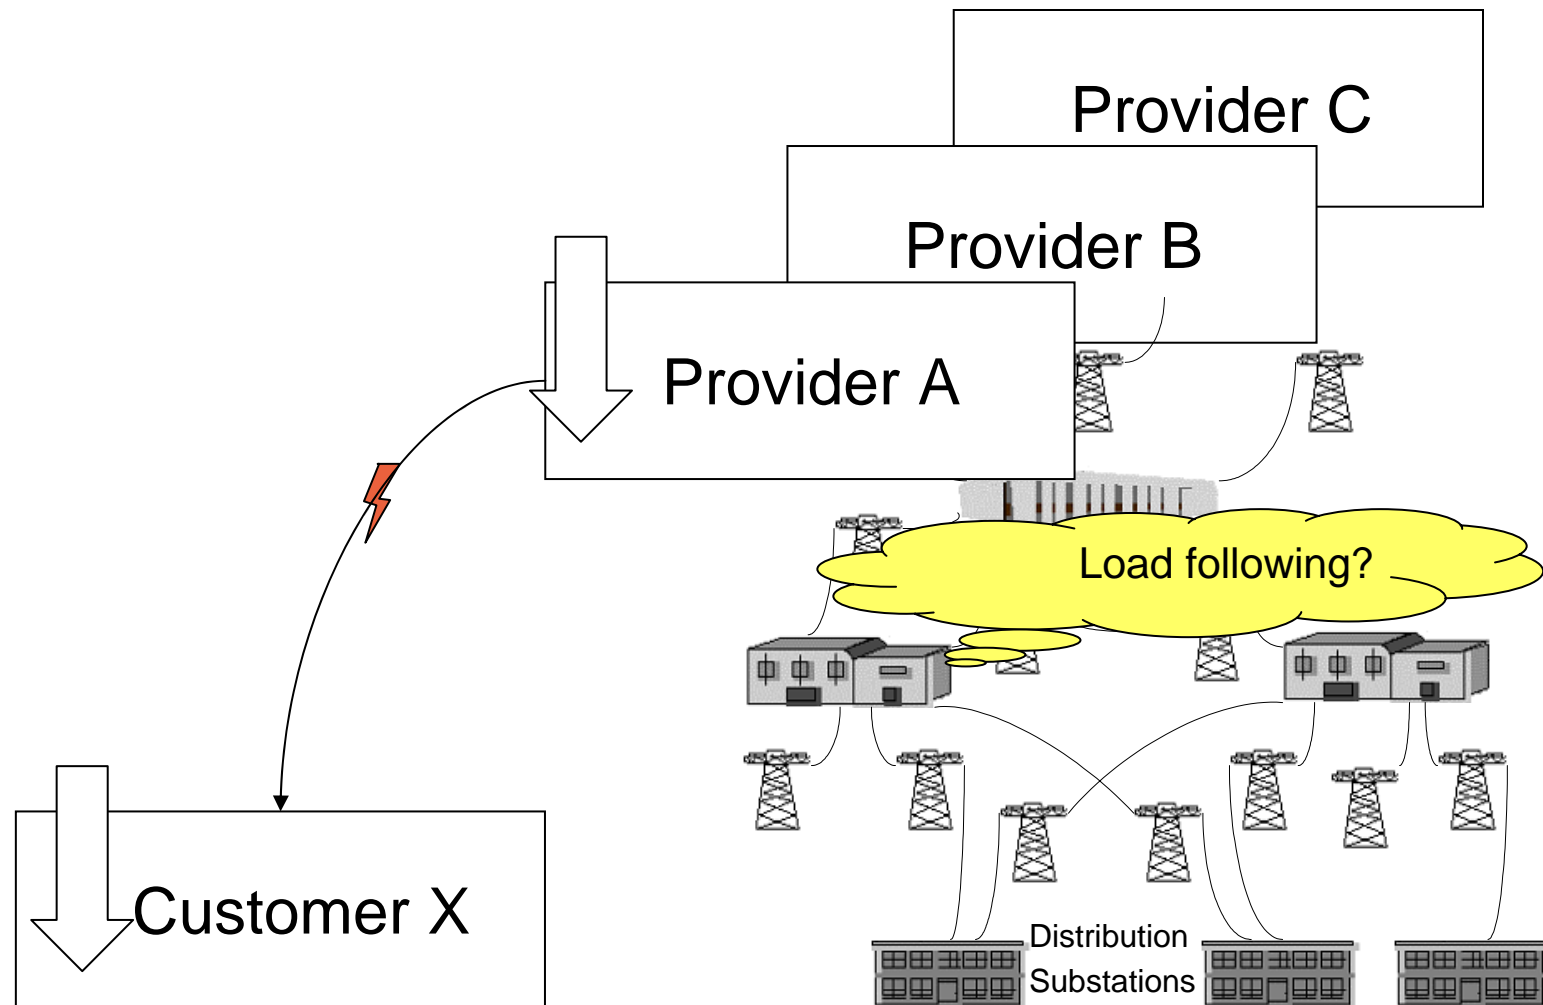 Provider C
Provider B
Provider A
Load following?
Customer X
Distribution
Substations